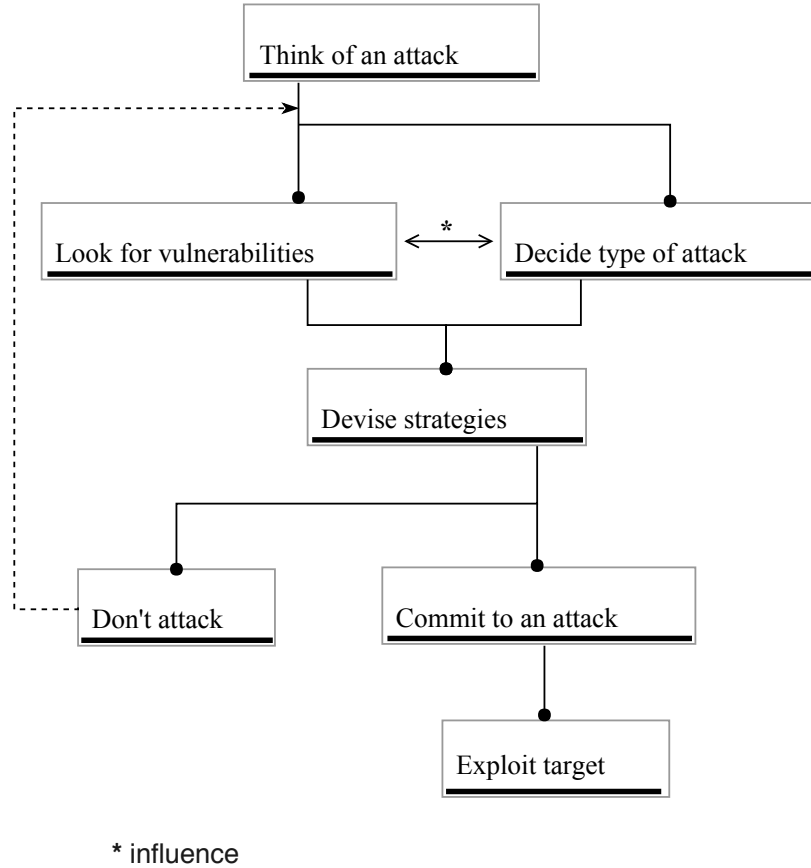 Think of an attack
*
Look for vulnerabilities
Decide type of attack
Devise strategies
Don't attack
Commit to an attack
Exploit target
* influence